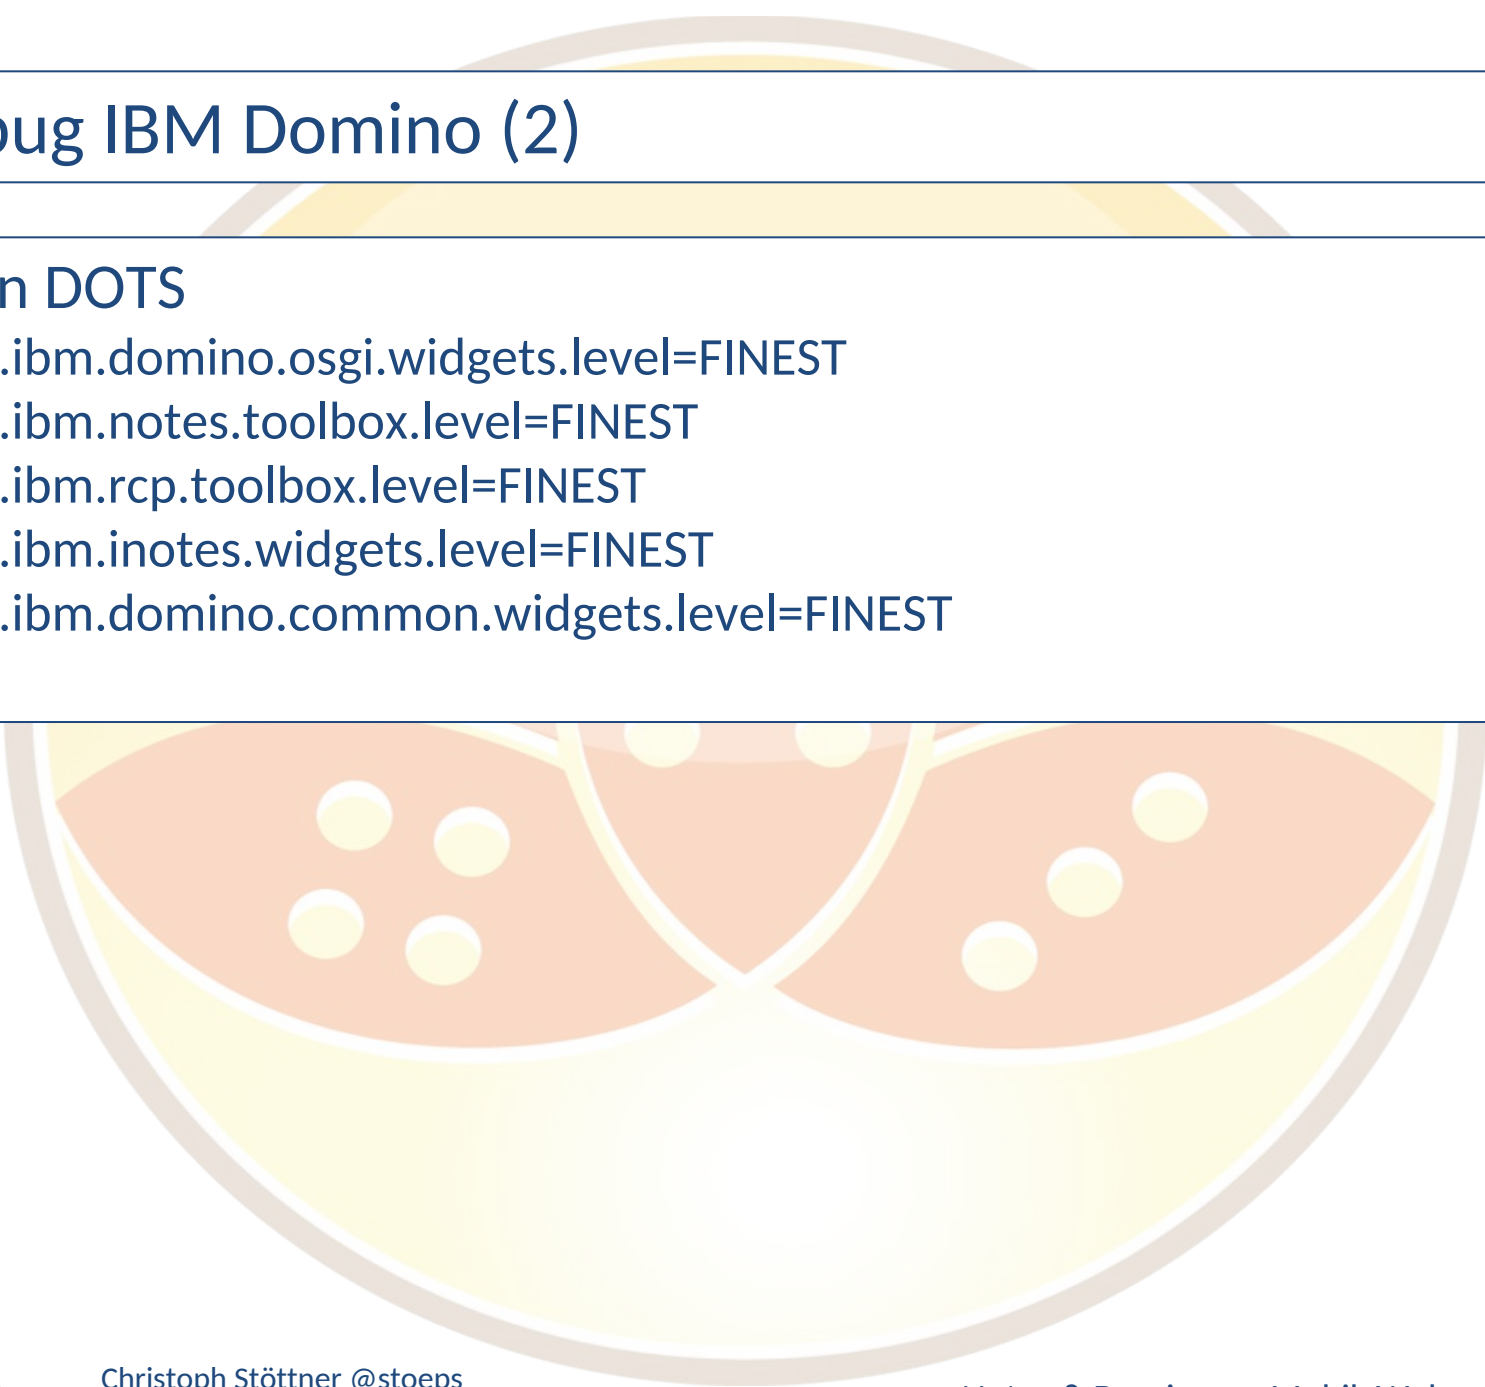 bug IBM Domino (2)
n DOTS
.ibm.domino.osgi.widgets.level=FINEST
.ibm.notes.toolbox.level=FINEST
.ibm.rcp.toolbox.level=FINEST
.ibm.inotes.widgets.level=FINEST
.ibm.domino.common.widgets.level=FINEST
Christoph Stöttner @stoeps